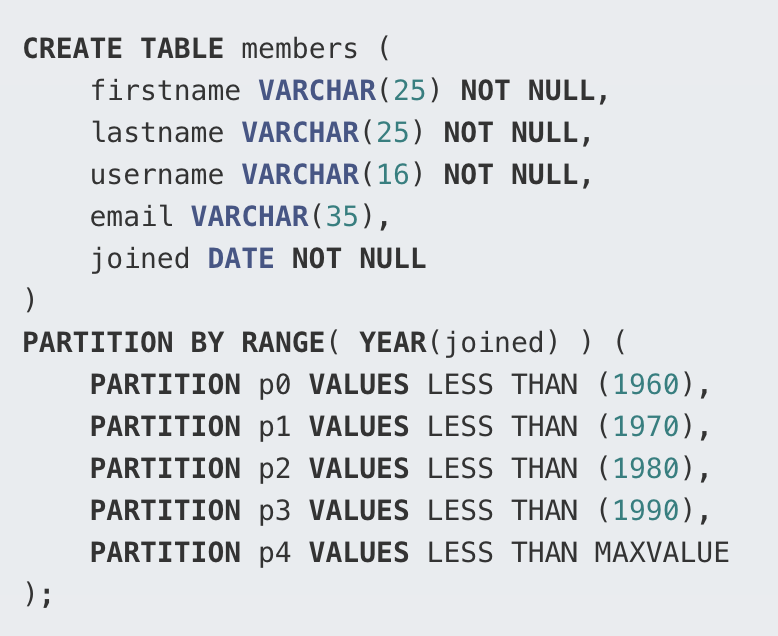 CREATE TABLE members (
    firstname VARCHAR(25) NOT NULL,
    lastname VARCHAR(25) NOT NULL,
    username VARCHAR(16) NOT NULL,
    email VARCHAR(35),
    joined DATE NOT NULL
)
PARTITION BY RANGE( YEAR(joined) ) (
    PARTITION p0 VALUES LESS THAN (1960),
    PARTITION p1 VALUES LESS THAN (1970),
    PARTITION p2 VALUES LESS THAN (1980),
    PARTITION p3 VALUES LESS THAN (1990),
    PARTITION p4 VALUES LESS THAN MAXVALUE
);